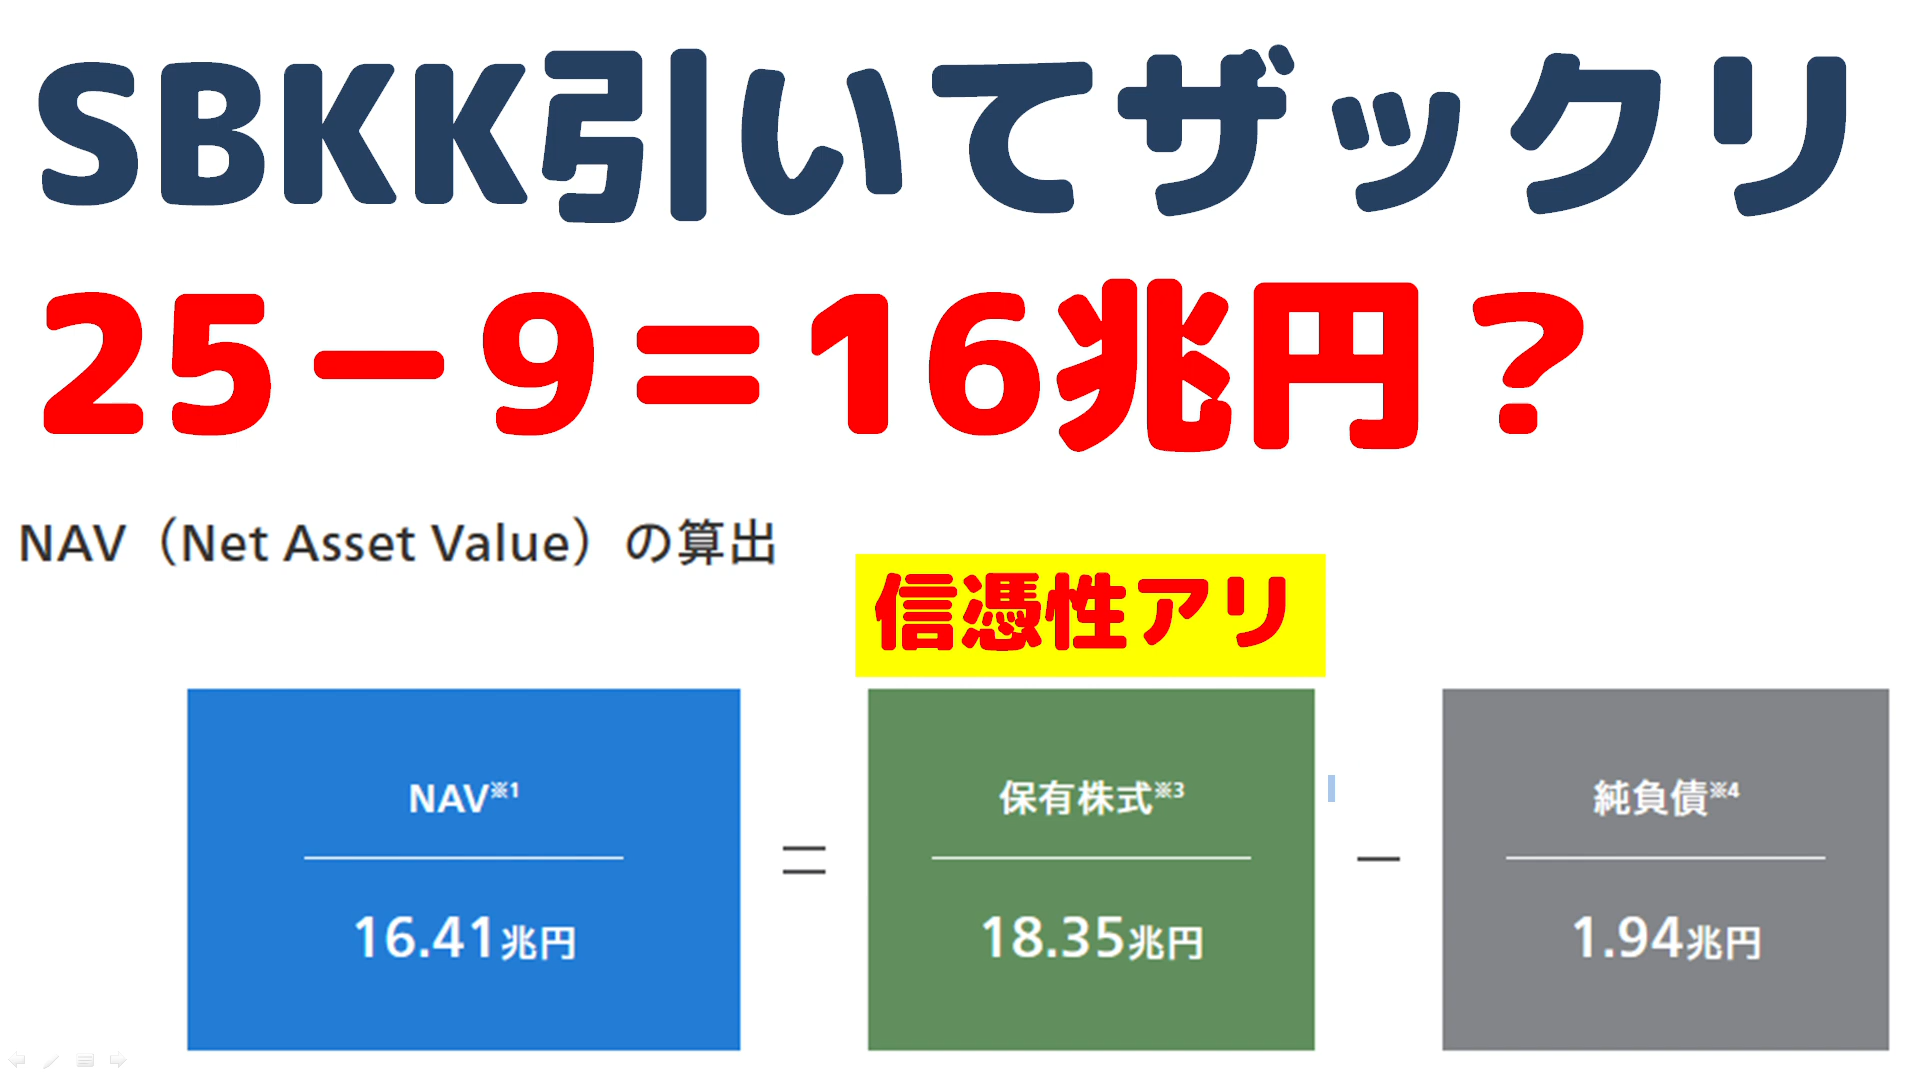 SBKK引いてザックリ
25－9＝16兆円？
NAV（Net Asset Value）の算出
信憑性アリ
NAV※1
16.41兆円
＝
保有株式※3
18.35兆円
－
純負債※4
1.94兆円